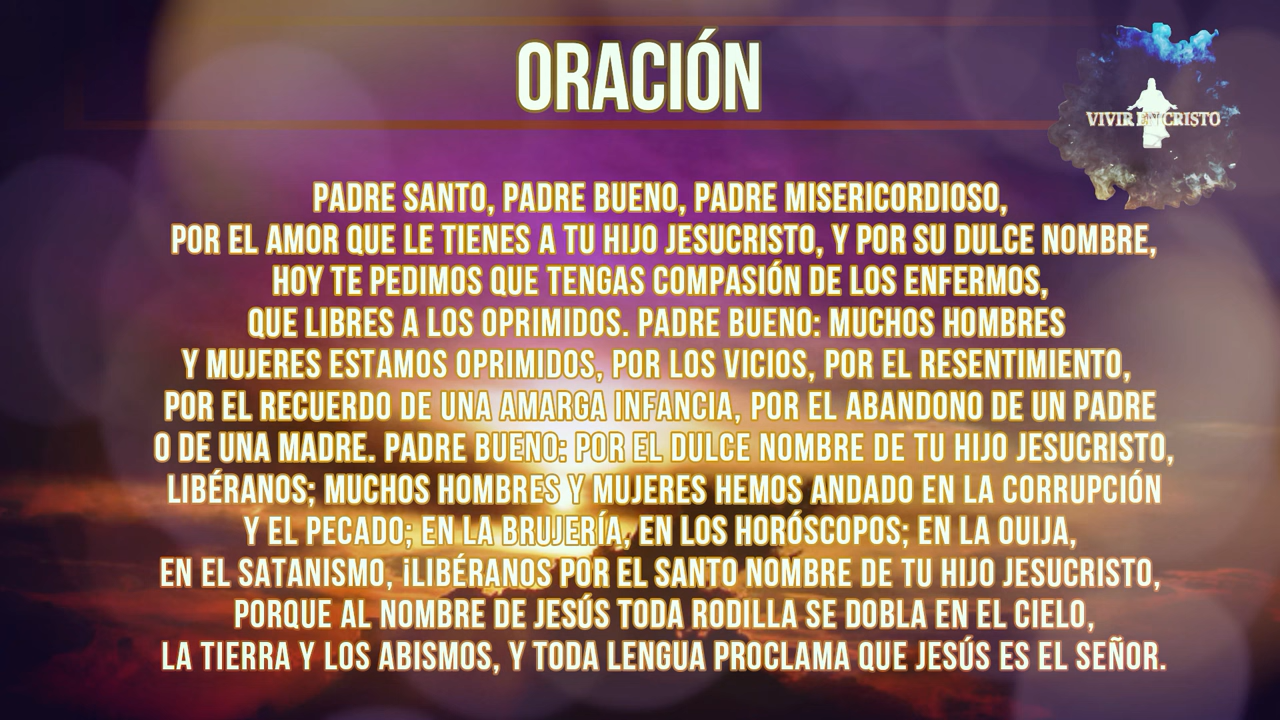 ORACIÓN
VIVIR EN CRISTO
PADRE SANTO, PADRE BUENO, PADRE MISERICORDIOSO,
POR EL AMOR QUE LE TIENES A TU HIJO JESUCRISTO, Y POR SU DULCE NOMBRE,
HOY TE PEDIMOS QUE TENGAS COMPASIÓN DE LOS ENFERMOS,
QUE LIBRES A LOS OPRIMIDOS. PADRE BUENO: MUCHOS HOMBRES
Y MUJERES ESTAMOS OPRIMIDOS, POR LOS VICIOS, POR EL RESENTIMIENTO,
POR EL RECUERDO DE UNA AMARGA INFANCIA, POR EL ABANDONO DE UN PADRE
O DE UNA MADRE. PADRE BUENO: POR EL DULCE NOMBRE DE TU HIJO JESUCRISTO,
LIBÉRANOS; MUCHOS HOMBRES Y MUJERES HEMOS ANDADO EN LA CORRUPCIÓN
Y EL PECADO; EN LA BRUJERÍA, EN LOS HORÓSCOPOS; EN LA OUIJA,
EN EL SATANISMO, ¡LIBÉRANOS POR EL SANTO NOMBRE DE TU HIJO JESUCRISTO,
PORQUE AL NOMBRE DE JESÚS TODA RODILLA SE DOBLA EN EL CIELO,
LA TIERRA Y LOS ABISMOS, Y TODA LENGUA PROCLAMA QUE JESÚS ES EL SEÑOR.